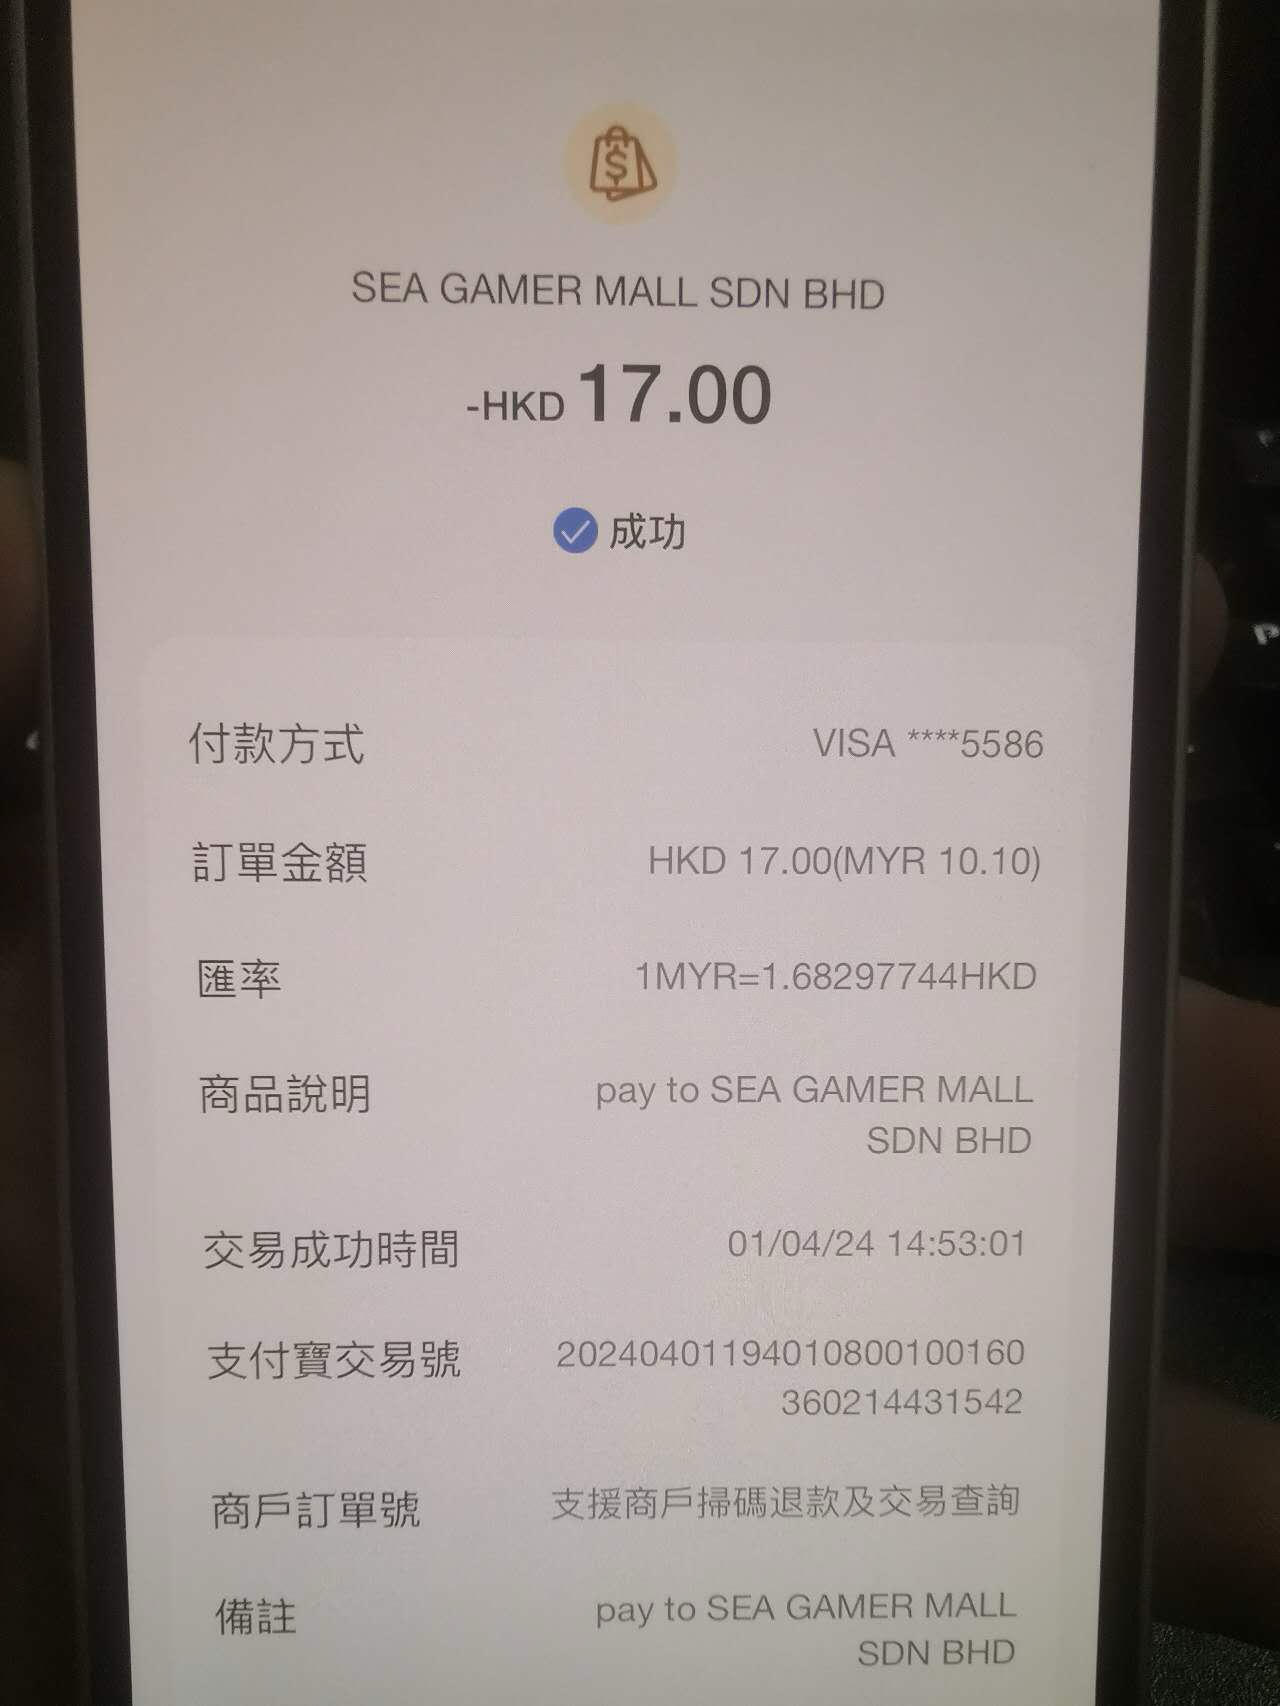 SEA GAMER MALL SDN BHD
-HKD 17.00
成功
付款方式 VISA ****5586
訂單金額 HKD 17.00(MYR 10.10)
匯率 1MYR=1.68297744HKD
商品說明 pay to SEA GAMER MALL
SDN BHD
交易成功時間 01/04/24 14:53:01
支付寶交易號 2024040119401080010016​0
360214431542
商戶訂單號 支援商戶掃碼退款及交易查詢
備註 pay to SEA GAMER MALL
SDN BHD